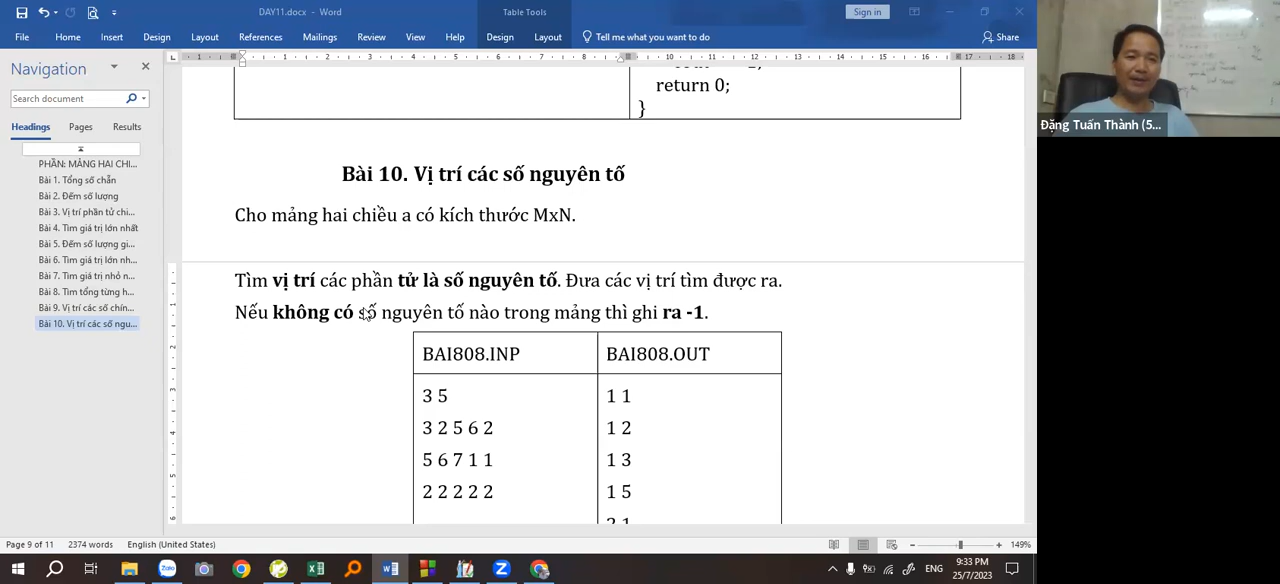 DAY11.docx - Word
Table Tools
Sign in
File Home Insert Design Layout References Mailings Review View Help Design Layout Tell me what you want to do Share
Navigation
Search document
Headings Pages Results
PHẦN: MẢNG HAI CHI...
Bài 1. Tổng số chẵn
Bài 2. Đếm số lượng
Bài 3. Vị trí phần tử chi...
Bài 4. Tìm giá trị lớn nhất
Bài 5. Đếm số lượng gi...
Bài 6. Tìm giá trị lớn nh...
Bài 7. Tìm giá trị nhỏ n...
Bài 8. Tìm tổng từng h...
Bài 9. Vị trí các số chín...
Bài 10. Vị trí các số ngu...
return 0;
}
Bài 10. Vị trí các số nguyên tố
Cho mảng hai chiều a có kích thước MxN.
Tìm vị trí các phần tử là số nguyên tố. Đưa các vị trí tìm được ra.
Nếu không có số nguyên tố nào trong mảng thì ghi ra -1.
BAI808.INP BAI808.OUT
3 5
3 2 5 6 2
5 6 7 1 1
2 2 2 2 2
1 1
1 2
1 3
1 5
2 1
Đặng Tuấn Thành (5...
Page 9 of 11 2374 words English (United States)
149%
Zalo
ENG
9:33 PM
25/7/2023